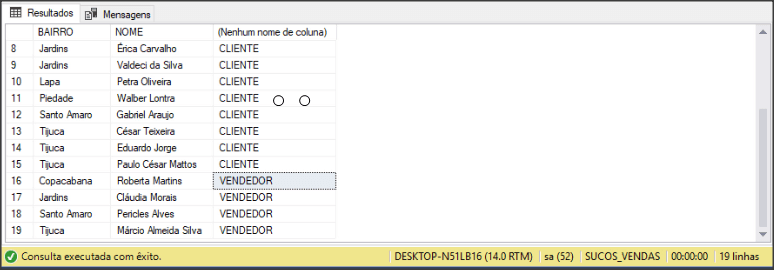 Resultados Mensagens
BAIRRO NOME (Nenhum nome de coluna)
8 Jardins Érica Carvalho CLIENTE
9 Jardins Valdeci da Silva CLIENTE
10 Lapa Petra Oliveira CLIENTE
11 Piedade Walber Lontra CLIENTE
12 Santo Amaro Gabriel Araujo CLIENTE
13 Tijuca César Teixeira CLIENTE
14 Tijuca Eduardo Jorge CLIENTE
15 Tijuca Paulo César Mattos CLIENTE
16 Copacabana Roberta Martins VENDEDOR
17 Jardins Cláudia Morais VENDEDOR
18 Santo Amaro Pericles Alves VENDEDOR
19 Tijuca Márcio Almeida Silva VENDEDOR
Consulta executada com êxito. DESKTOP-N51LB16 (14.0 RTM) sa (52) SUCOS_VENDAS 00:00:00 19 linhas